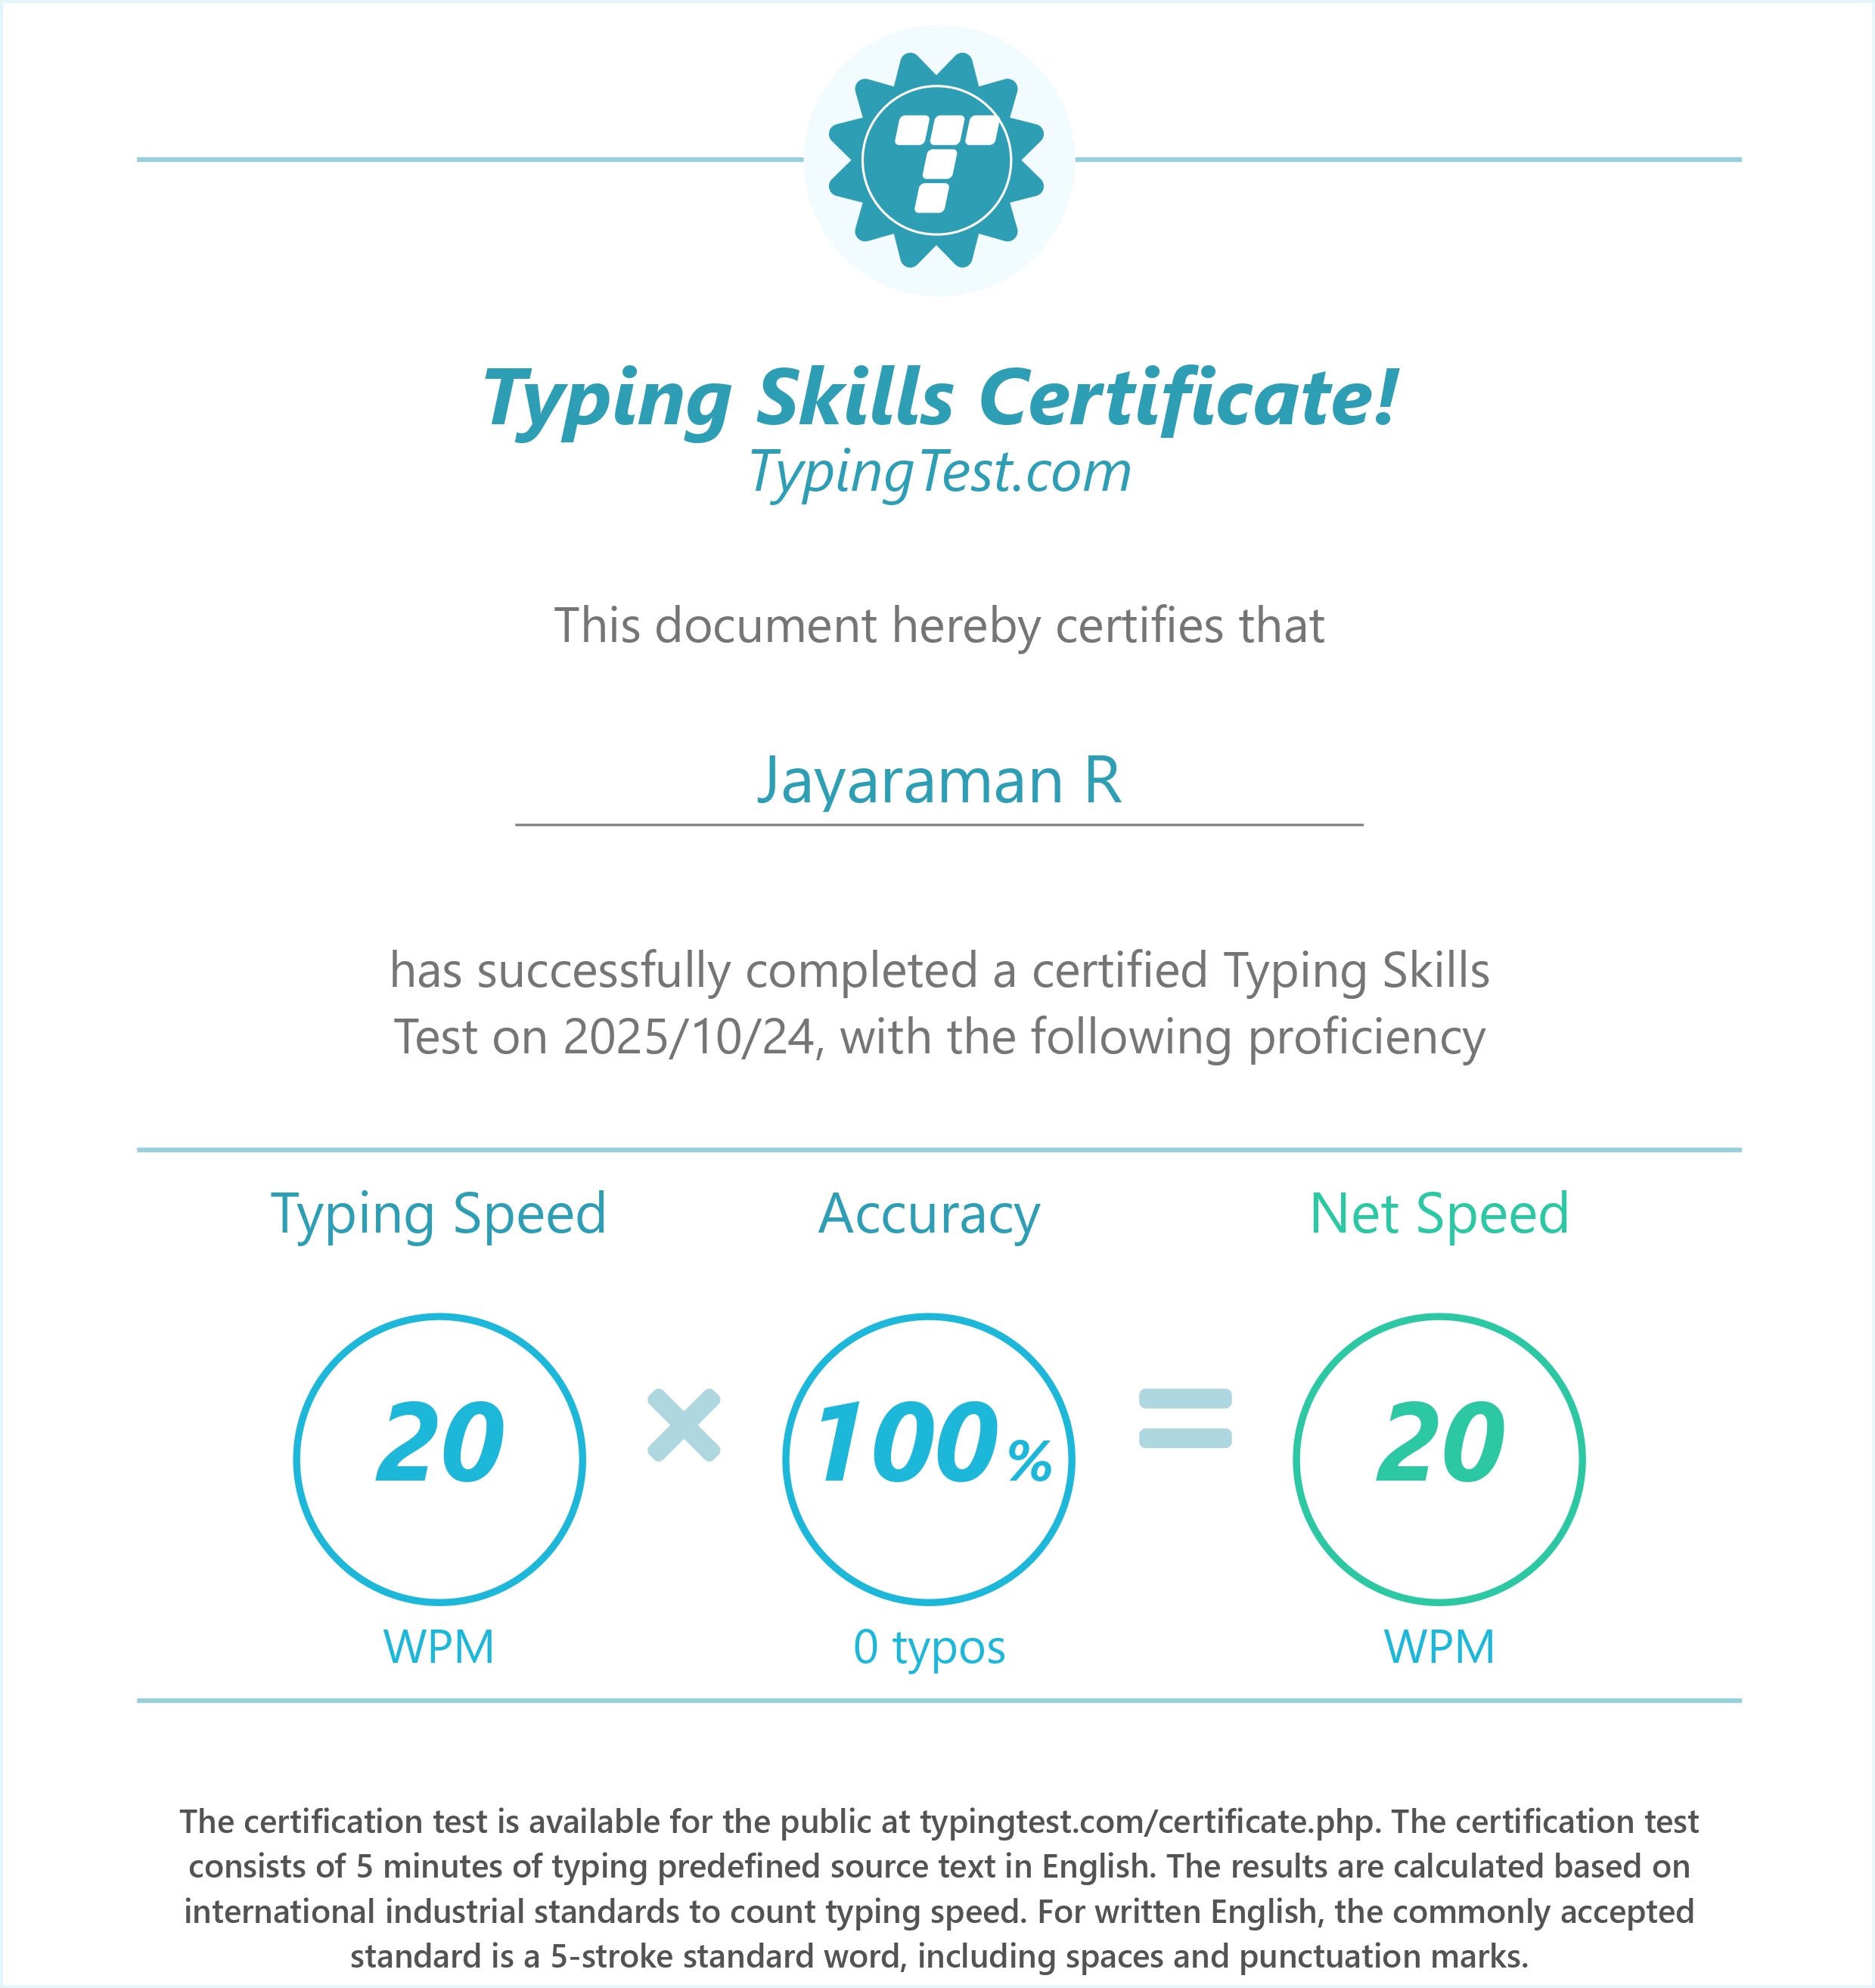 Typing Skills Certificate!
TypingTest.com
This document hereby certifies that
Jayaraman R
has successfully completed a certified Typing Skills
Test on 2025/10/24, with the following proficiency
Typing Speed Accuracy Net Speed
20 × 100 % = 20
WPM 0 typos WPM
The certification test is available for the public at typingtest.com/certificate.php. The certification test
consists of 5 minutes of typing predefined source text in English. The results are calculated based on
international industrial standards to count typing speed. For written English, the commonly accepted
standard is a 5-stroke standard word, including spaces and punctuation marks.